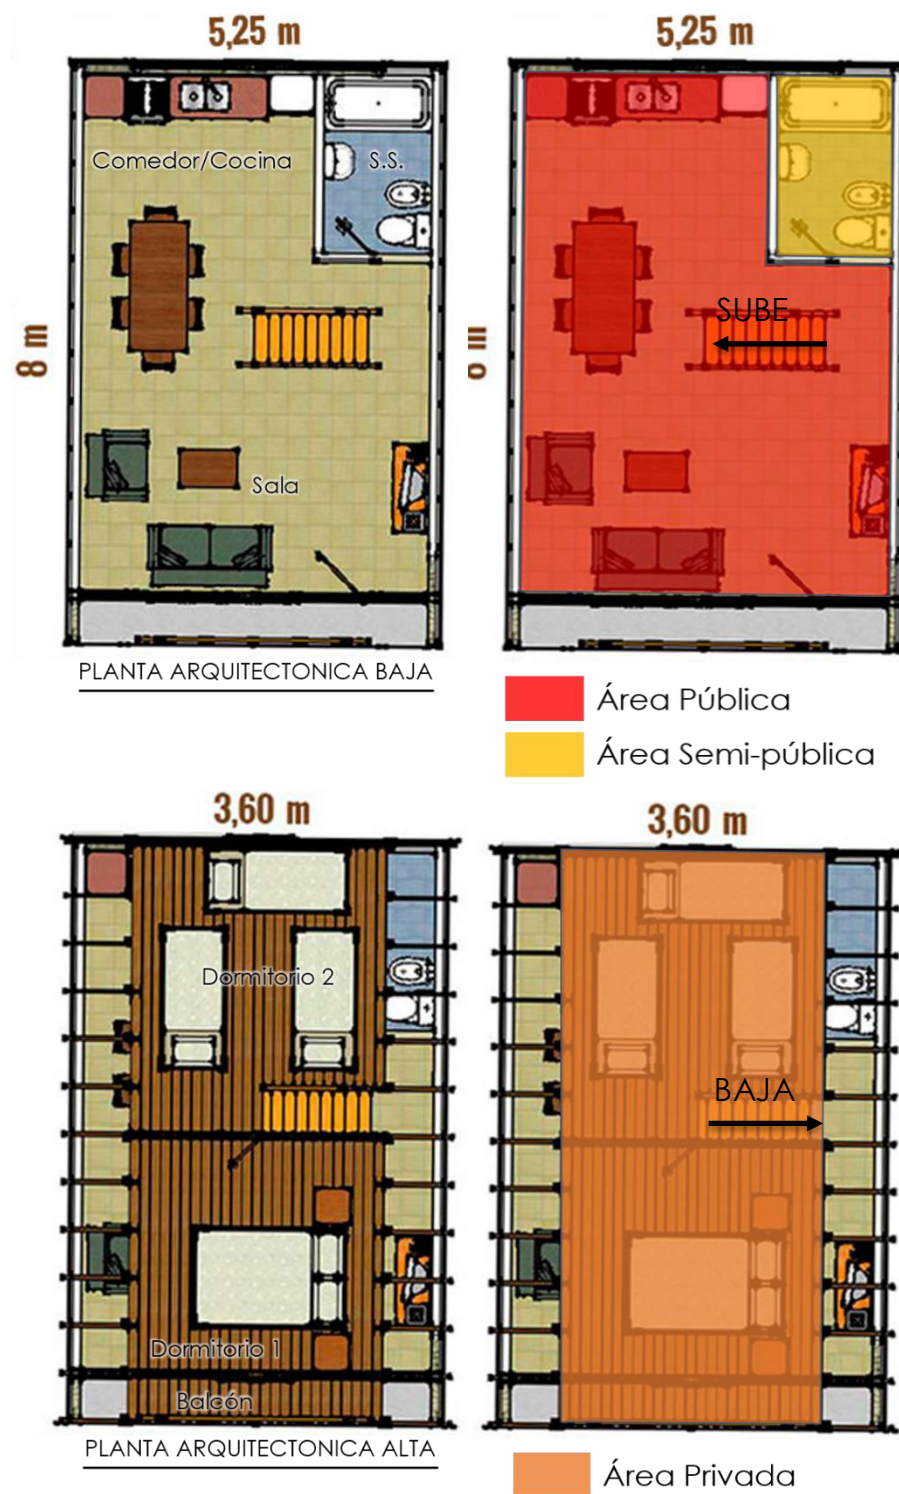 5,25 m
5,25 m
Comedor/Cocina
S.S.
SUBE
8 m
Sala
PLANTA ARQUITECTONICA BAJA
Área Pública
Área Semi-pública
3,60 m
3,60 m
Dormitorio 2
BAJA
Dormitorio 1
Balcón
PLANTA ARQUITECTONICA ALTA
Área Privada